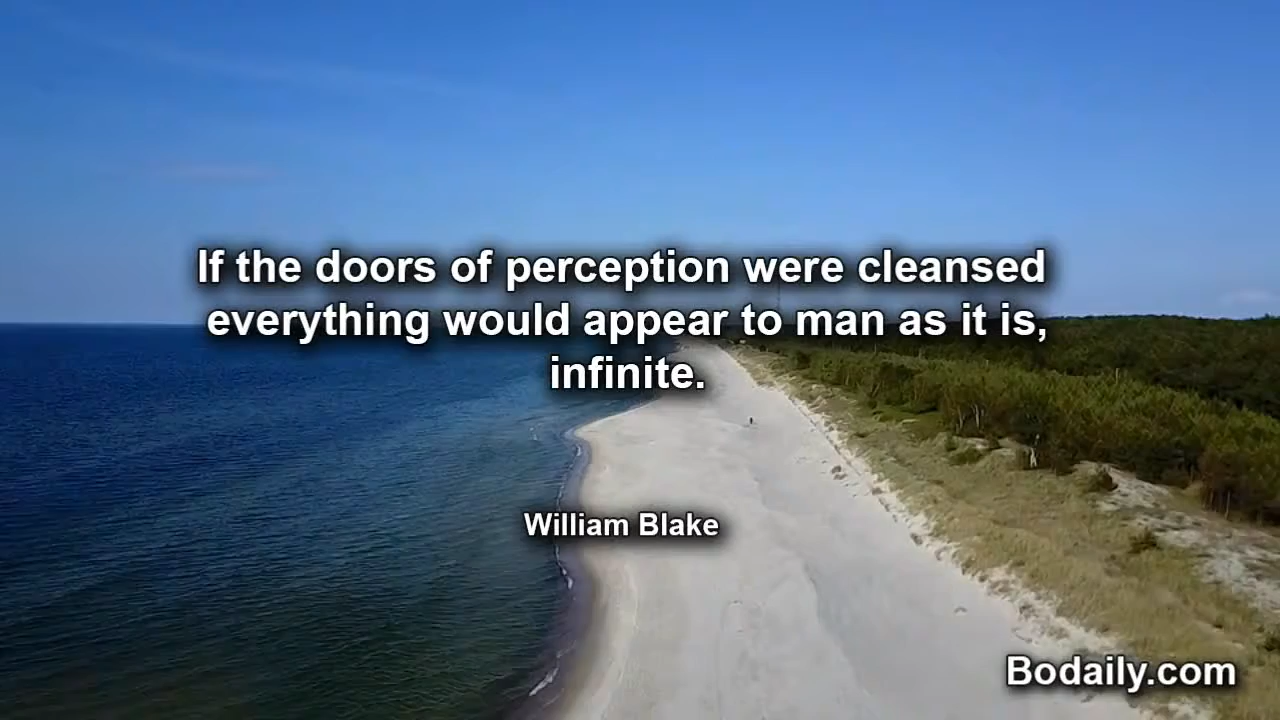 If the doors of perception were cleansed
everything would appear to man as it is,
infinite.
William Blake
Bodaily.com